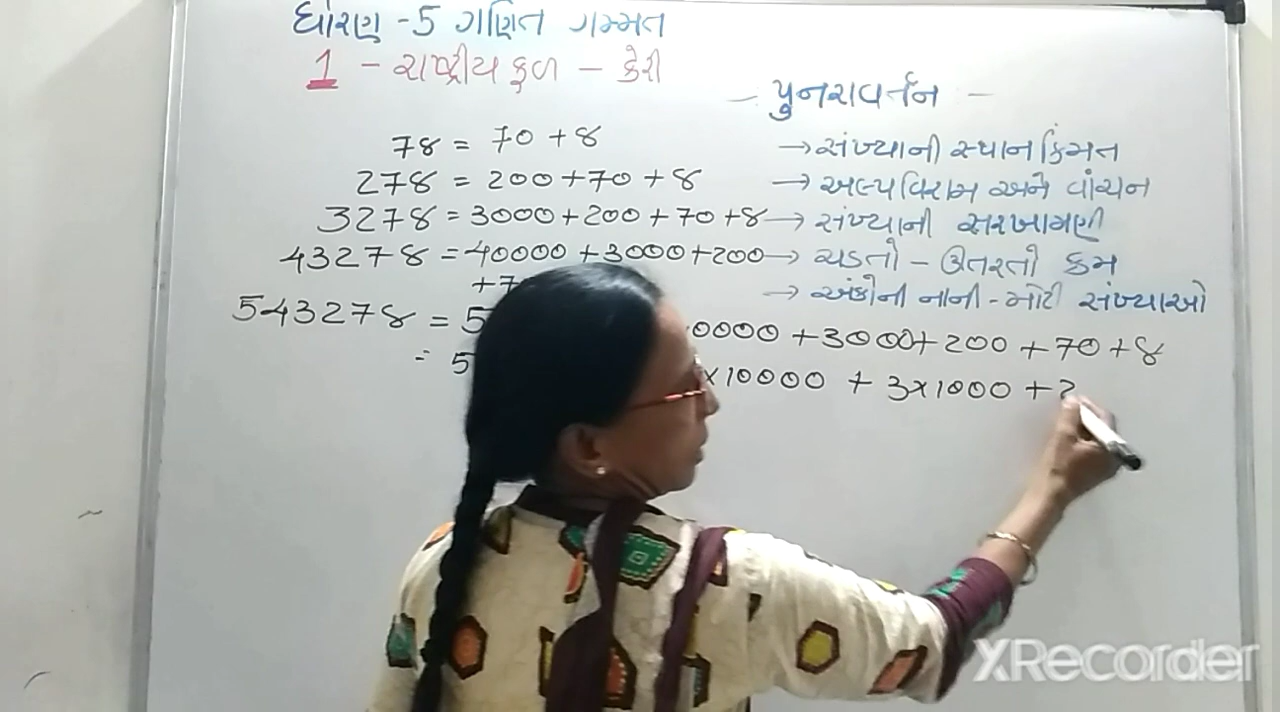 ધોરણ -5 ગણિત ગમ્મત
1 - રાષ્ટ્રીય ફળ - કેરી
- પુનરાવર્તન -
78 = 70 + 8
278 = 200 + 70 + 8
3278 = 3000 + 200 + 70 + 8
43278 = 40000 + 3000 + 200
+ 7
543278 = 5 0000 + 3000 + 200 + 70 + 8
= 5 × 10000 + 3 × 1000 + 2
→ સંખ્યાની સ્થાન કિંમત
→ અલ્પવિરામ અને વાંચન
→ સંખ્યાની સરખામણી
→ ચડતો - ઊતરતો ક્રમ
→ અંકોની નાની - મોટી સંખ્યાઓ
XRecorder